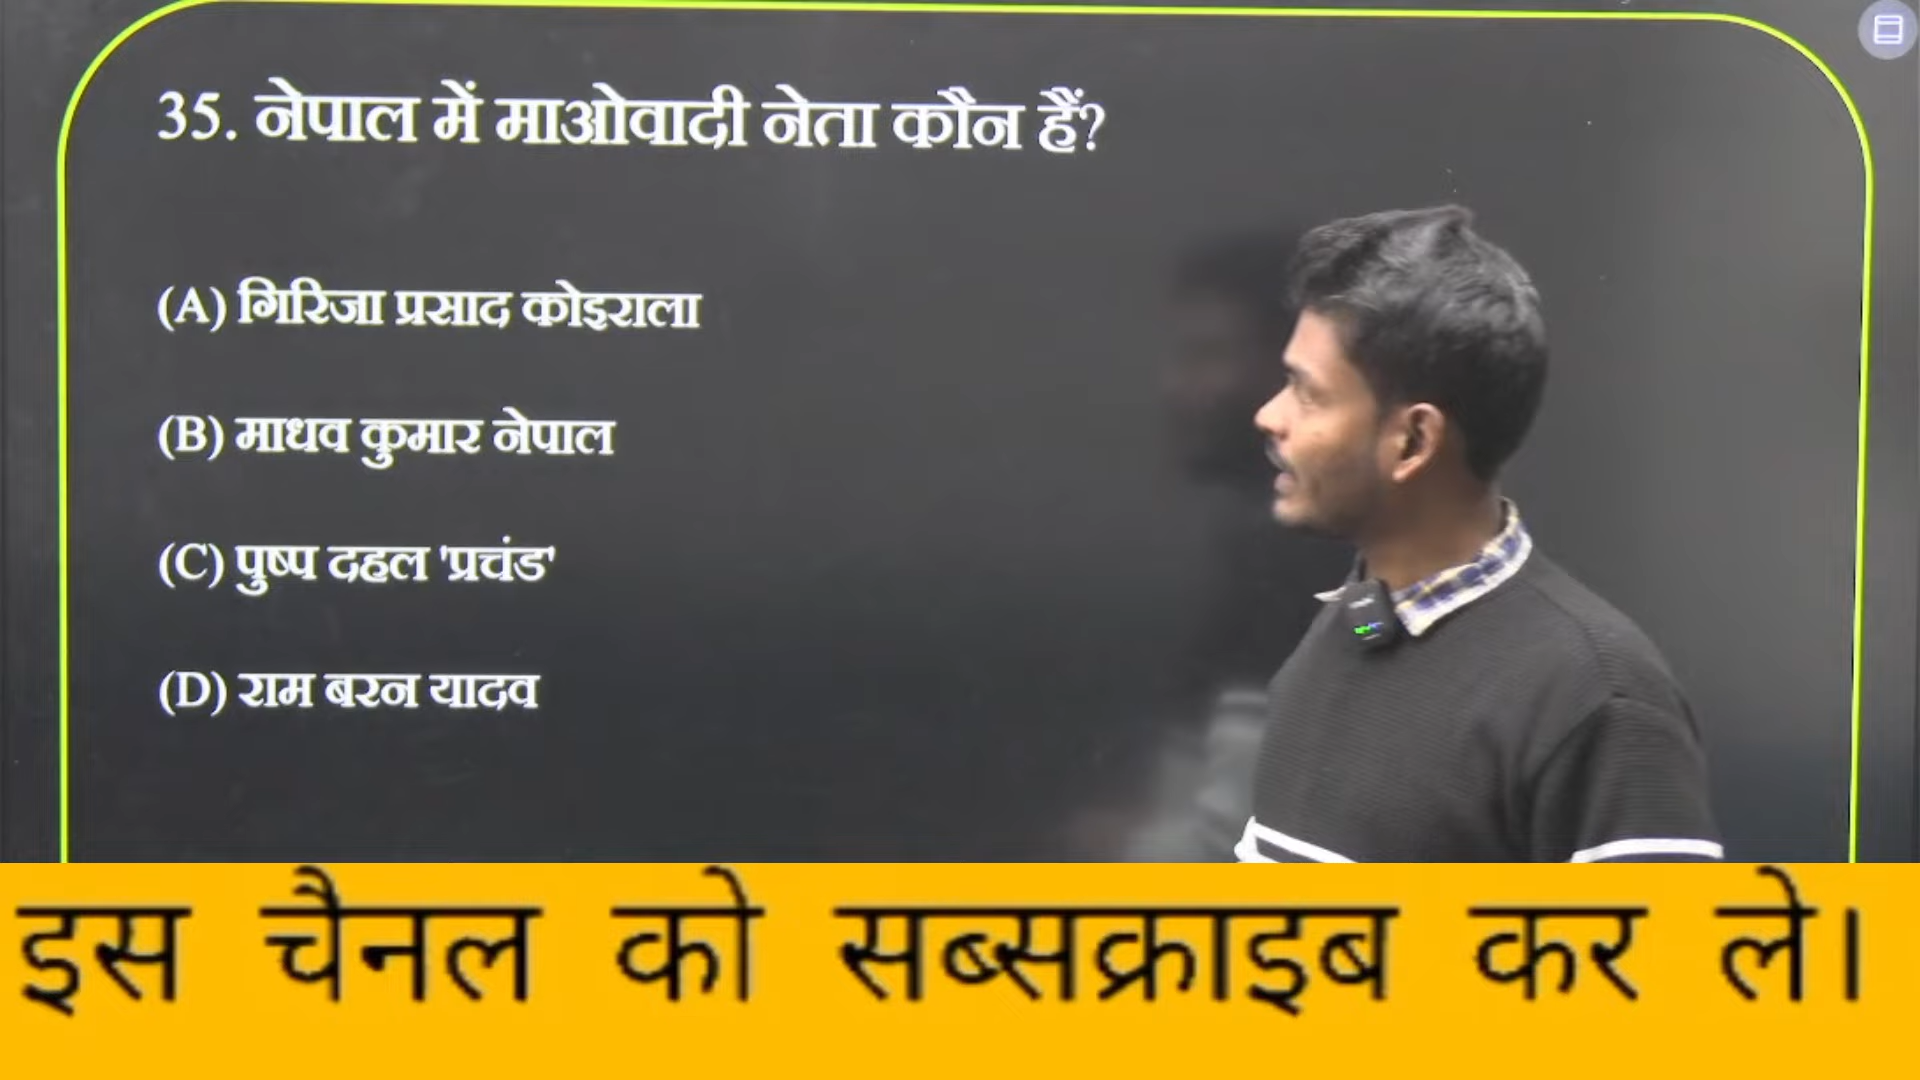 35. नेपाल में माओवादी नेता कौन हैं?
(A) गिरिजा प्रसाद कोइराला
(B) माधव कुमार नेपाल
(C) पुष्प दहल 'प्रचंड'
(D) राम बरन यादव
इस चैनल को सब्सक्राइब कर ले।